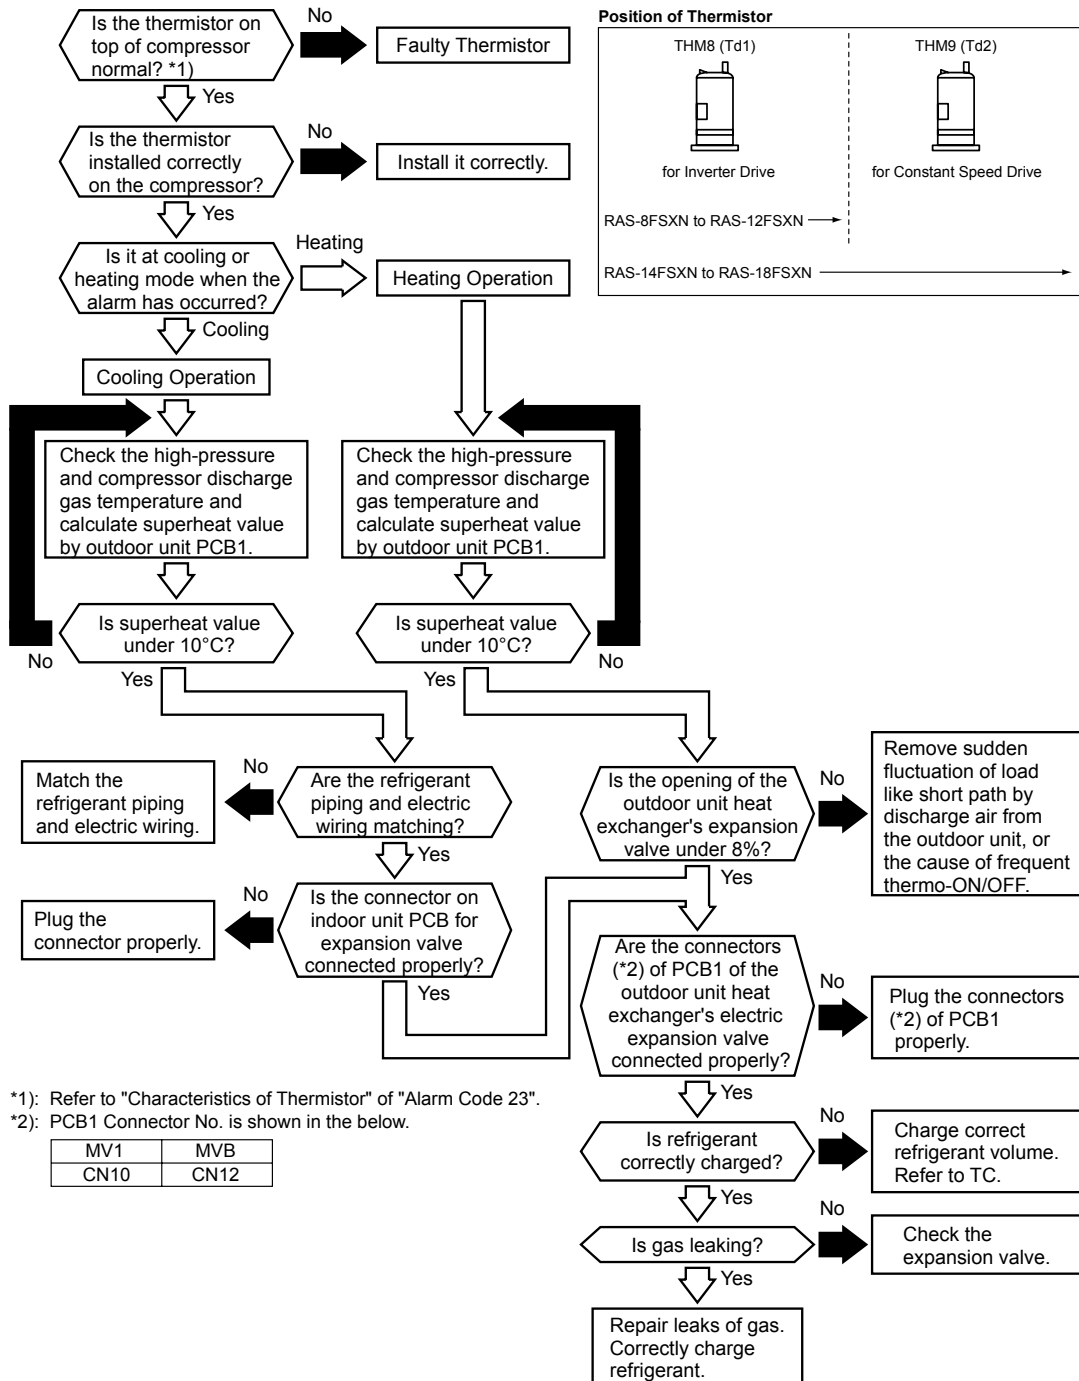 Is the thermistor on
top of compressor
normal? *1)
No
Faulty Thermistor
Yes
Is the thermistor
installed correctly
on the compressor?
No
Install it correctly.
Yes
Is it at cooling or
heating mode when the
alarm has occurred?
Heating
Heating Operation
Cooling
Cooling Operation
Position of Thermistor
THM8 (Td1)
THM9 (Td2)
for Inverter Drive
for Constant Speed Drive
RAS-8FSXN to RAS-12FSXN
RAS-14FSXN to RAS-18FSXN
Check the high-pressure
and compressor discharge
gas temperature and
calculate superheat value
by outdoor unit PCB1.
Check the high-pressure
and compressor discharge
gas temperature and
calculate superheat value
by outdoor unit PCB1.
Is superheat value
under 10°C?
No
Yes
Is superheat value
under 10°C?
No
Yes
Match the
refrigerant piping
and electric wiring.
No
Are the refrigerant
piping and electric
wiring matching?
Yes
Is the opening of the
outdoor unit heat
exchanger's expansion
valve under 8%?
No
Yes
Remove sudden
fluctuation of load
like short path by
discharge air from
the outdoor unit, or
the cause of frequent
thermo-ON/OFF.
Plug the
connector properly.
No
Is the connector on
indoor unit PCB for
expansion valve
connected properly?
Yes
Are the connectors
(*2) of PCB1 of the
outdoor unit heat
exchanger's electric
expansion valve
connected properly?
No
Plug the connectors
(*2) of PCB1
properly.
Yes
*1): Refer to "Characteristics of Thermistor" of "Alarm Code 23".
*2): PCB1 Connector No. is shown in the below.
MV1 MVB
CN10 CN12
Is refrigerant
correctly charged?
No
Charge correct
refrigerant volume.
Refer to TC.
Yes
Is gas leaking?
No
Check the
expansion valve.
Yes
Repair leaks of gas.
Correctly charge
refrigerant.